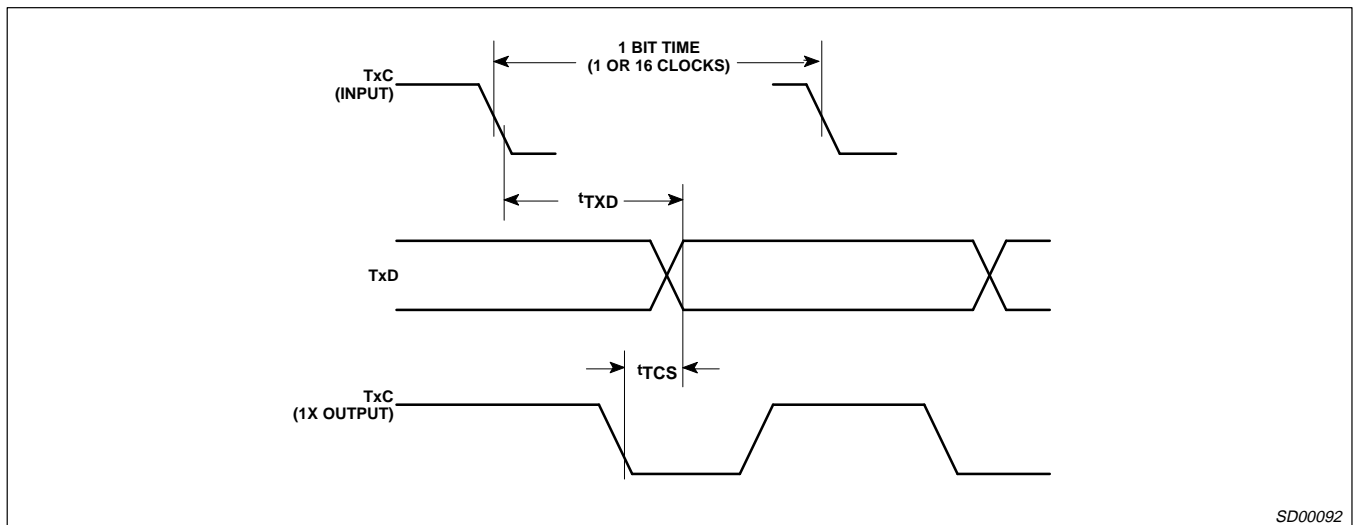 1 BIT TIME
(1 OR 16 CLOCKS)
TxC
(INPUT)
tTXD
TxD
tTCS
TxC
(1X OUTPUT)
SD00092